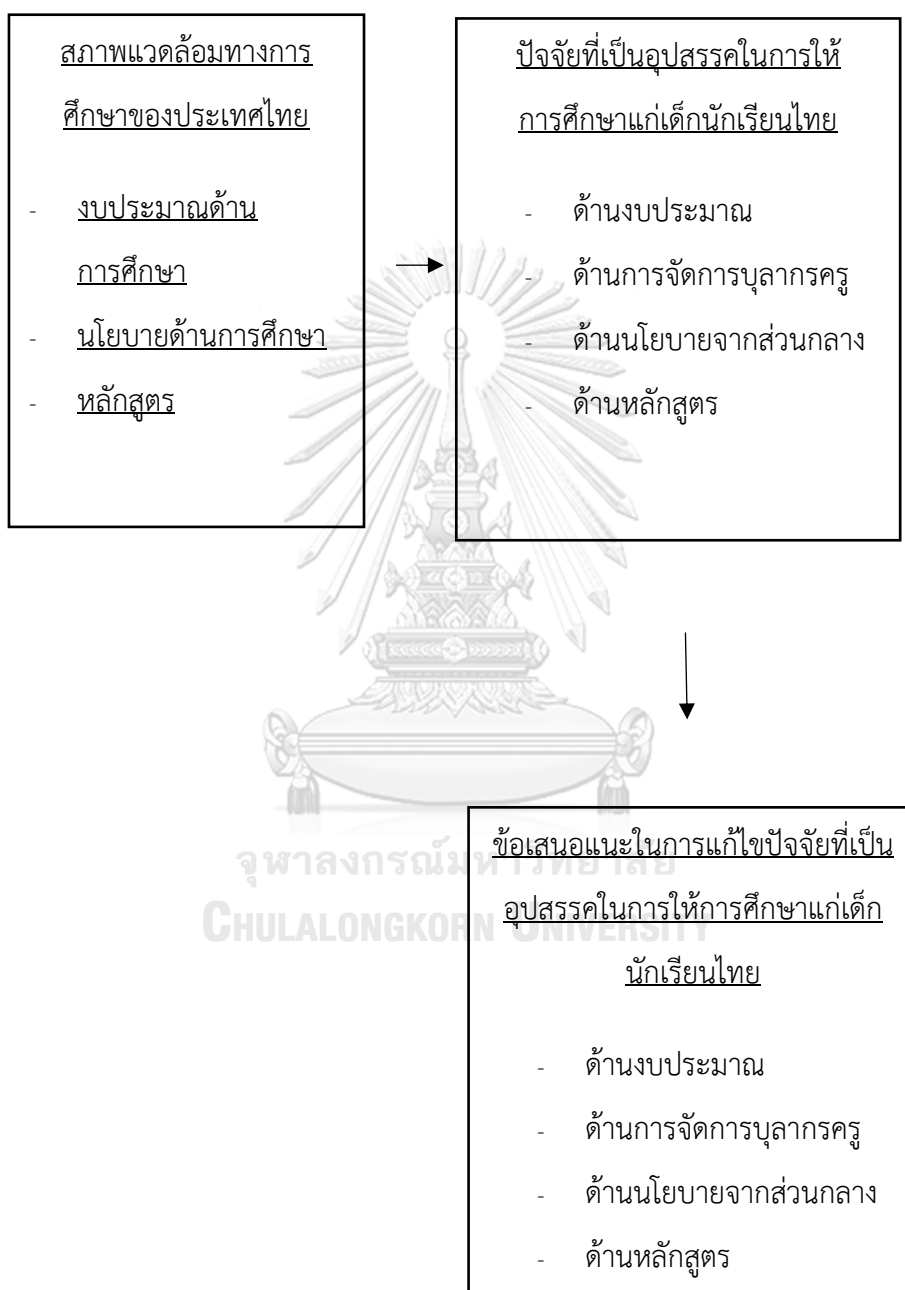 สภาพแวดล้อมทางการ
ศึกษาของประเทศไทย
- งบประมาณด้าน
การศึกษา
- นโยบายด้านการศึกษา
- หลักสูตร
ปัจจัยที่เป็นอุปสรรคในการให้
การศึกษาแก่เด็กนักเรียนไทย
- ด้านงบประมาณ
- ด้านการจัดการบุลากรครู
- ด้านนโยบายจากส่วนกลาง
- ด้านหลักสูตร
จุฬาลงกรณ์มหาวิทยาลัย
CHULALONGKORN UNIVERSITY
ข้อเสนอแนะในการแก้ไขปัจจัยที่เป็น
อุปสรรคในการให้การศึกษาแก่เด็ก
นักเรียนไทย
- ด้านงบประมาณ
- ด้านการจัดการบุลากรครู
- ด้านนโยบายจากส่วนกลาง
- ด้านหลักสูตร